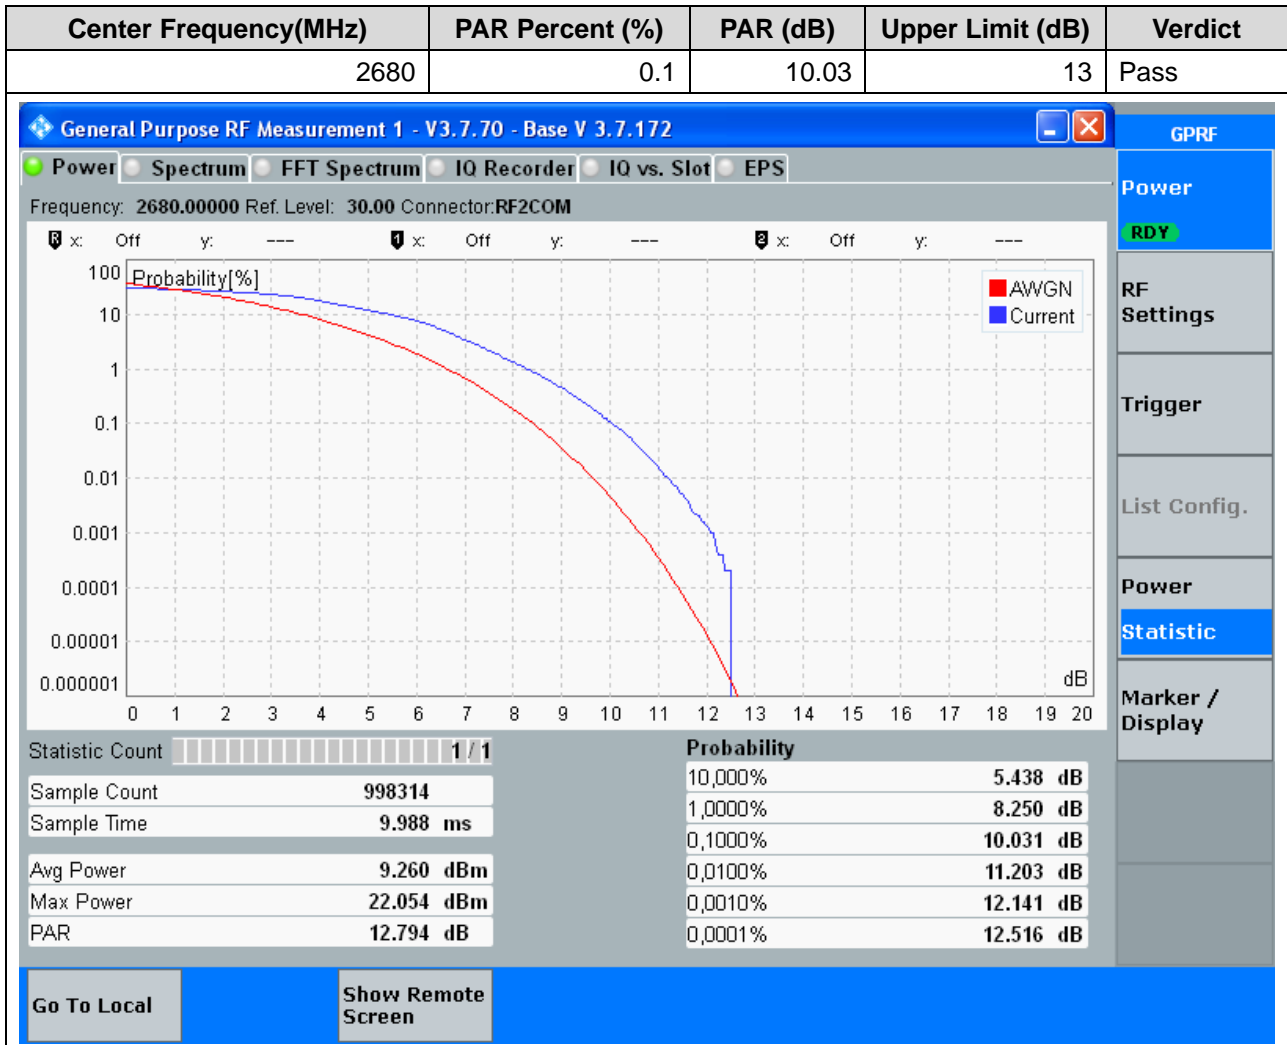 Center Frequency(MHz) PAR Percent (%) PAR (dB) Upper Limit (dB) Verdict
2680 0.1 10.03 13 Pass
General Purpose RF Measurement 1 - V3.7.70 - Base V 3.7.172
GPRF
Power Spectrum FFT Spectrum IQ Recorder IQ vs. Slot EPS
Frequency: 2680.00000 Ref. Level: 30.00 Connector:RF2COM
R x: Off y: --- 1 x: Off y: --- 2 x: Off y: ---
Probability[%]
AWGN
Current
100
10
1
0.1
0.01
0.001
0.0001
0.00001
0.000001
dB
0 1 2 3 4 5 6 7 8 9 10 11 12 13 14 15 16 17 18 19 20
Statistic Count 1 / 1
Sample Count 998314
Sample Time 9.988 ms
Avg Power 9.260 dBm
Max Power 22.054 dBm
PAR 12.794 dB
Probability
10,000% 5.438 dB
1,0000% 8.250 dB
0,1000% 10.031 dB
0,0100% 11.203 dB
0,0010% 12.141 dB
0,0001% 12.516 dB
Power
RDY
RF
Settings
Trigger
List Config.
Power
Statistic
Marker /
Display
Go To Local
Show Remote
Screen